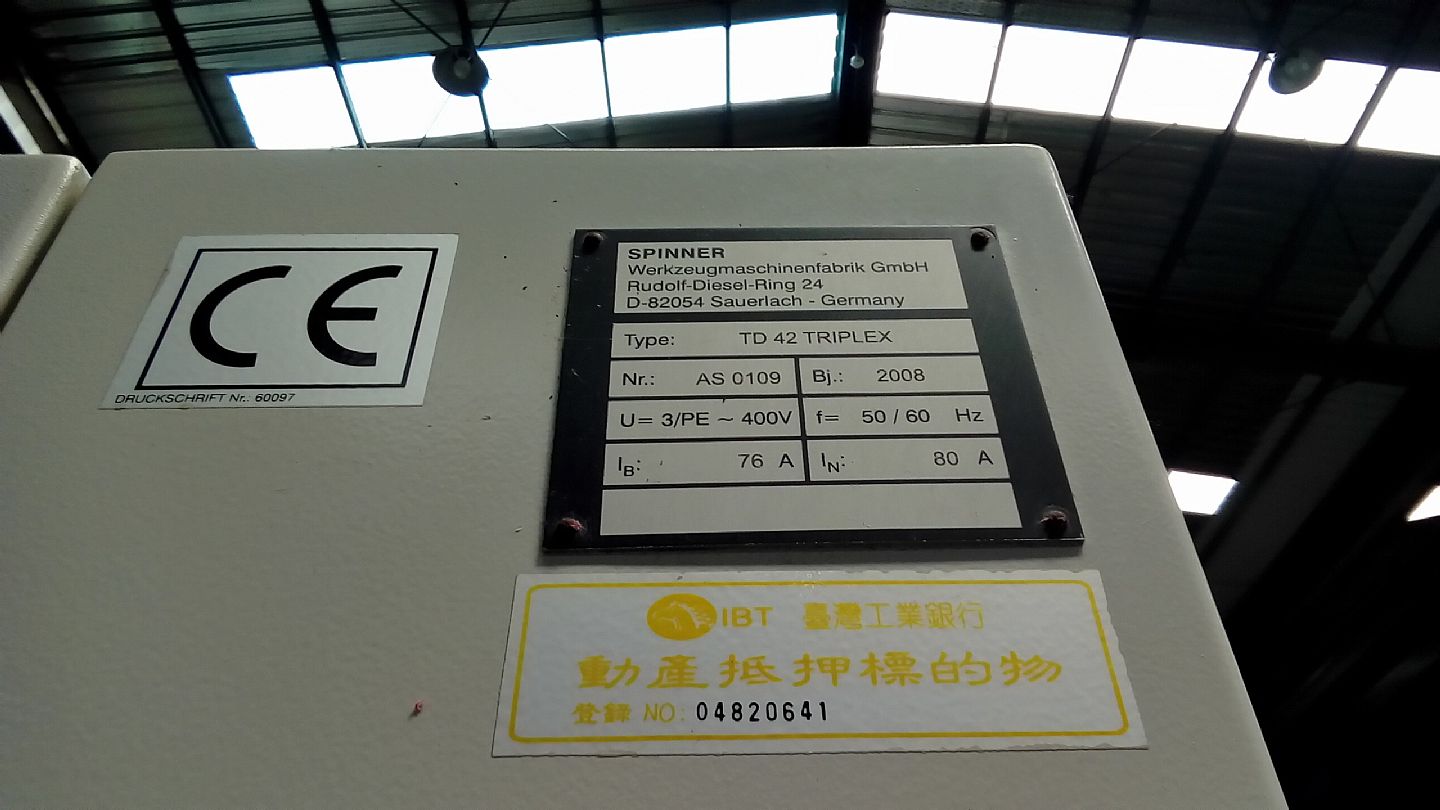 CE
DRUCKSCHRIFT Nr.: 60097
SPINNER
Werkzeugmaschinenfabrik GmbH
Rudolf-Diesel-Ring 24
D-82054 Sauerlach - Germany
Type: TD 42 TRIPLEX
Nr.: AS 0109 Bj.: 2008
U= 3/PE ~ 400V f= 50 / 60 Hz
IB: 76 A IN: 80 A
IBT 臺灣工業銀行
動產抵押標的物
登錄 NO: 04820641